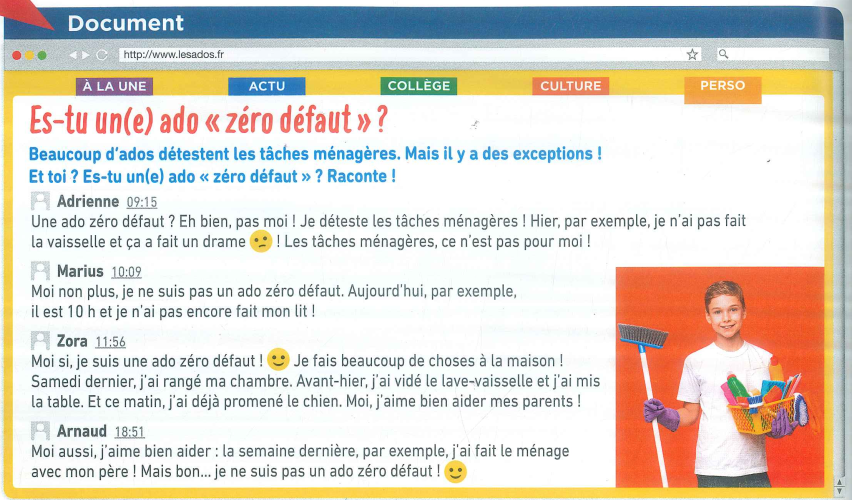 Document
http://www.lesados.fr
À LA UNE
ACTU
COLLÈGE
CULTURE
PERSO
Es-tu un(e) ado « zéro défaut » ?
Beaucoup d'ados détestent les tâches ménagères. Mais il y a des exceptions !
Et toi ? Es-tu un(e) ado « zéro défaut » ? Raconte !
Adrienne 09:15
Une ado zéro défaut ? Eh bien, pas moi ! Je déteste les tâches ménagères ! Hier, par exemple, je n'ai pas fait
la vaisselle et ça a fait un drame ! Les tâches ménagères, ce n'est pas pour moi !
Marius 10:09
Moi non plus, je ne suis pas un ado zéro défaut. Aujourd'hui, par exemple,
il est 10 h et je n'ai pas encore fait mon lit !
Zora 11:56
Moi si, je suis une ado zéro défaut ! Je fais beaucoup de choses à la maison !
Samedi dernier, j'ai rangé ma chambre. Avant-hier, j'ai vidé le lave-vaisselle et j'ai mis
la table. Et ce matin, j'ai déjà promené le chien. Moi, j'aime bien aider mes parents !
Arnaud 18:51
Moi aussi, j'aime bien aider : la semaine dernière, par exemple, j'ai fait le ménage
avec mon père ! Mais bon... je ne suis pas un ado zéro défaut !